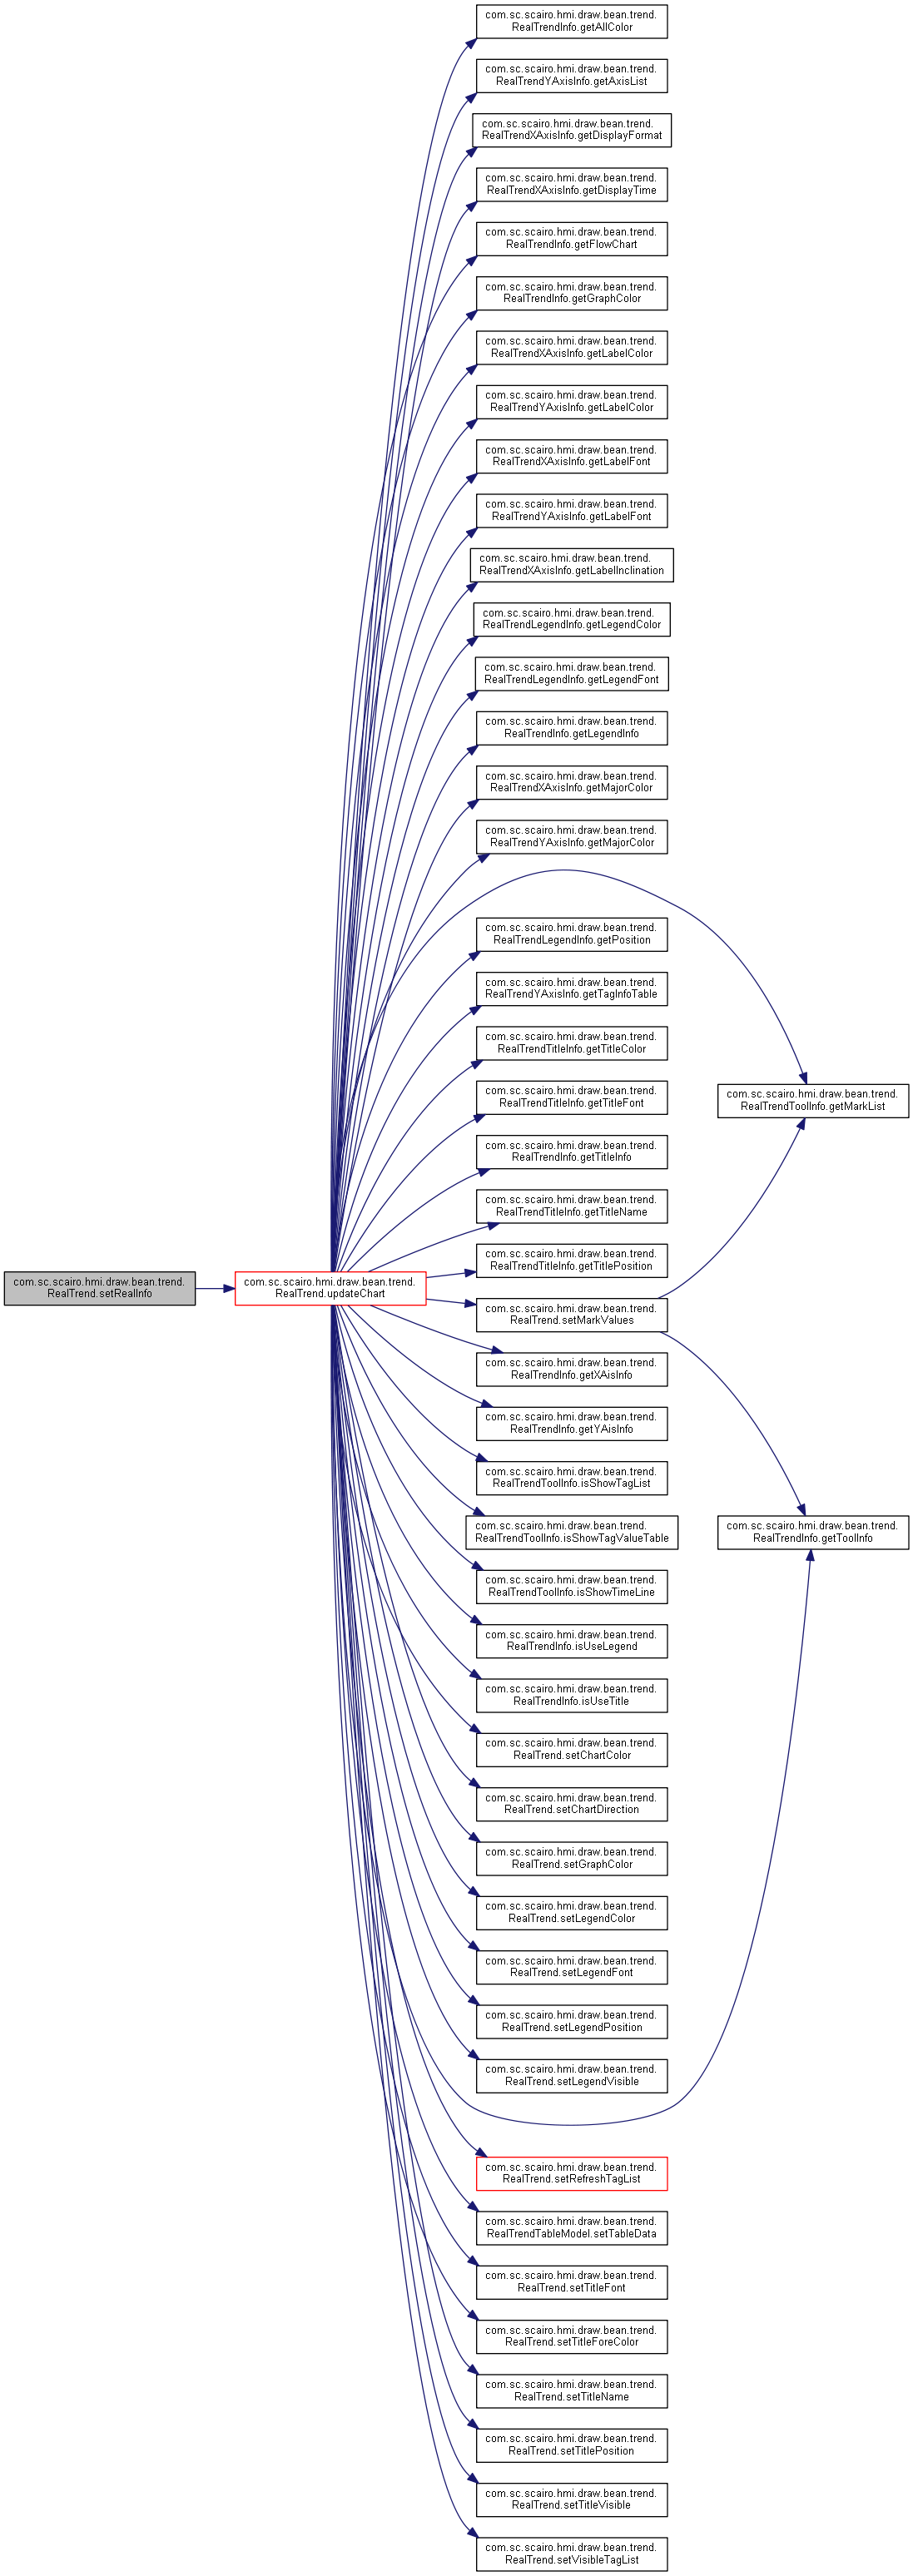 com.sc.scairo.hmi.draw.bean.trend.
RealTrendInfo.getAllColor
com.sc.scairo.hmi.draw.bean.trend.
RealTrendYAxisInfo.getAxisList
com.sc.scairo.hmi.draw.bean.trend.
RealTrendXAxisInfo.getDisplayFormat
com.sc.scairo.hmi.draw.bean.trend.
RealTrendXAxisInfo.getDisplayTime
com.sc.scairo.hmi.draw.bean.trend.
RealTrendInfo.getFlowChart
com.sc.scairo.hmi.draw.bean.trend.
RealTrendInfo.getGraphColor
com.sc.scairo.hmi.draw.bean.trend.
RealTrendXAxisInfo.getLabelColor
com.sc.scairo.hmi.draw.bean.trend.
RealTrendYAxisInfo.getLabelColor
com.sc.scairo.hmi.draw.bean.trend.
RealTrendXAxisInfo.getLabelFont
com.sc.scairo.hmi.draw.bean.trend.
RealTrendYAxisInfo.getLabelFont
com.sc.scairo.hmi.draw.bean.trend.
RealTrendXAxisInfo.getLabelInclination
com.sc.scairo.hmi.draw.bean.trend.
RealTrendLegendInfo.getLegendColor
com.sc.scairo.hmi.draw.bean.trend.
RealTrendLegendInfo.getLegendFont
com.sc.scairo.hmi.draw.bean.trend.
RealTrendInfo.getLegendInfo
com.sc.scairo.hmi.draw.bean.trend.
RealTrendXAxisInfo.getMajorColor
com.sc.scairo.hmi.draw.bean.trend.
RealTrendYAxisInfo.getMajorColor
com.sc.scairo.hmi.draw.bean.trend.
RealTrendLegendInfo.getPosition
com.sc.scairo.hmi.draw.bean.trend.
RealTrendYAxisInfo.getTagInfoTable
com.sc.scairo.hmi.draw.bean.trend.
RealTrendTitleInfo.getTitleColor
com.sc.scairo.hmi.draw.bean.trend.
RealTrendTitleInfo.getTitleFont
com.sc.scairo.hmi.draw.bean.trend.
RealTrendToolInfo.getMarkList
com.sc.scairo.hmi.draw.bean.trend.
RealTrendInfo.getTitleInfo
com.sc.scairo.hmi.draw.bean.trend.
RealTrendTitleInfo.getTitleName
com.sc.scairo.hmi.draw.bean.trend.
RealTrendTitleInfo.getTitlePosition
com.sc.scairo.hmi.draw.bean.trend.
RealTrend.setRealInfo
com.sc.scairo.hmi.draw.bean.trend.
RealTrend.updateChart
com.sc.scairo.hmi.draw.bean.trend.
RealTrend.setMarkValues
com.sc.scairo.hmi.draw.bean.trend.
RealTrendInfo.getXAisInfo
com.sc.scairo.hmi.draw.bean.trend.
RealTrendInfo.getYAisInfo
com.sc.scairo.hmi.draw.bean.trend.
RealTrendToolInfo.isShowTagList
com.sc.scairo.hmi.draw.bean.trend.
RealTrendToolInfo.isShowTagValueTable
com.sc.scairo.hmi.draw.bean.trend.
RealTrendInfo.getToolInfo
com.sc.scairo.hmi.draw.bean.trend.
RealTrendToolInfo.isShowTimeLine
com.sc.scairo.hmi.draw.bean.trend.
RealTrendInfo.isUseLegend
com.sc.scairo.hmi.draw.bean.trend.
RealTrendInfo.isUseTitle
com.sc.scairo.hmi.draw.bean.trend.
RealTrend.setChartColor
com.sc.scairo.hmi.draw.bean.trend.
RealTrend.setChartDirection
com.sc.scairo.hmi.draw.bean.trend.
RealTrend.setGraphColor
com.sc.scairo.hmi.draw.bean.trend.
RealTrend.setLegendColor
com.sc.scairo.hmi.draw.bean.trend.
RealTrend.setLegendFont
com.sc.scairo.hmi.draw.bean.trend.
RealTrend.setLegendPosition
com.sc.scairo.hmi.draw.bean.trend.
RealTrend.setLegendVisible
com.sc.scairo.hmi.draw.bean.trend.
RealTrend.setRefreshTagList
com.sc.scairo.hmi.draw.bean.trend.
RealTrendTableModel.setTableData
com.sc.scairo.hmi.draw.bean.trend.
RealTrend.setTitleFont
com.sc.scairo.hmi.draw.bean.trend.
RealTrend.setTitleForeColor
com.sc.scairo.hmi.draw.bean.trend.
RealTrend.setTitleName
com.sc.scairo.hmi.draw.bean.trend.
RealTrend.setTitlePosition
com.sc.scairo.hmi.draw.bean.trend.
RealTrend.setTitleVisible
com.sc.scairo.hmi.draw.bean.trend.
RealTrend.setVisibleTagList